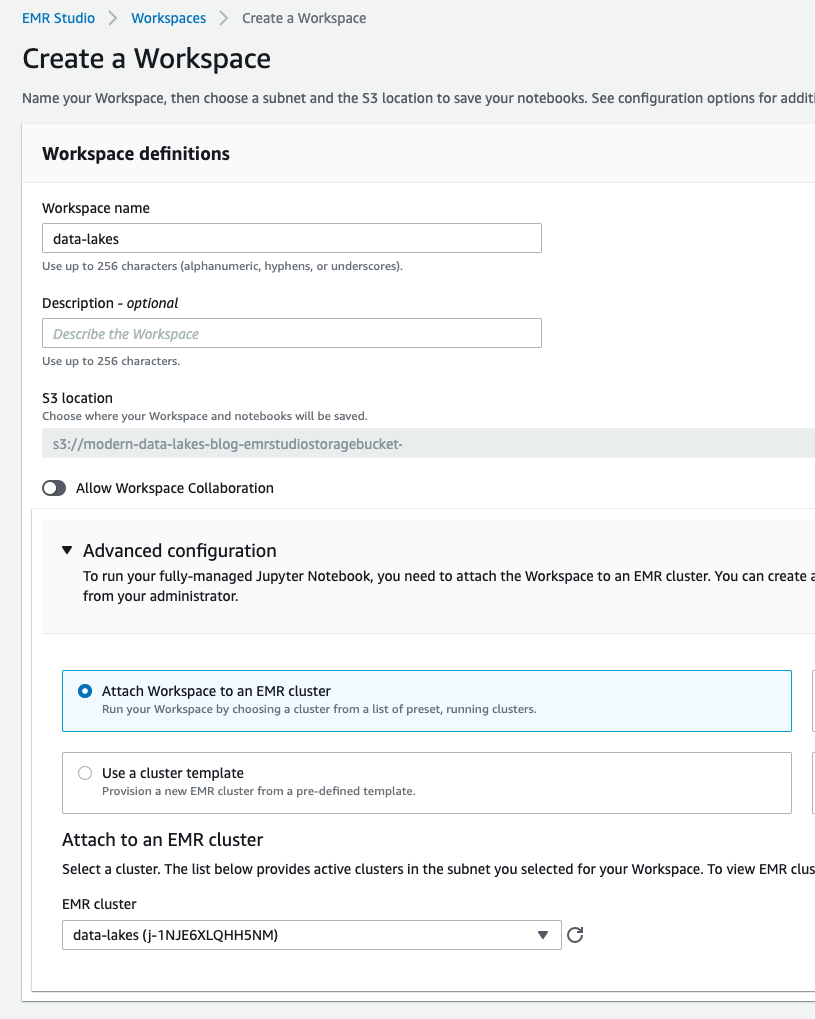 EMR Studio > Workspaces > Create a Workspace
Create a Workspace
Name your Workspace, then choose a subnet and the S3 location to save your notebooks. See configuration options for additi
Workspace definitions
Workspace name
data-lakes
Use up to 256 characters (alphanumeric, hyphens, or underscores).
Description - optional
Describe the Workspace
Use up to 256 characters.
S3 location
Choose where your Workspace and notebooks will be saved.
s3://modern-data-lakes-blog-emrstudiostoragebucket-
Allow Workspace Collaboration
Advanced configuration
To run your fully-managed Jupyter Notebook, you need to attach the Workspace to an EMR cluster. You can create a
from your administrator.
Attach Workspace to an EMR cluster
Run your Workspace by choosing a cluster from a list of preset, running clusters.
Use a cluster template
Provision a new EMR cluster from a pre-defined template.
Attach to an EMR cluster
Select a cluster. The list below provides active clusters in the subnet you selected for your Workspace. To view EMR clus
EMR cluster
data-lakes (j-1NJE6XLQHH5NM)